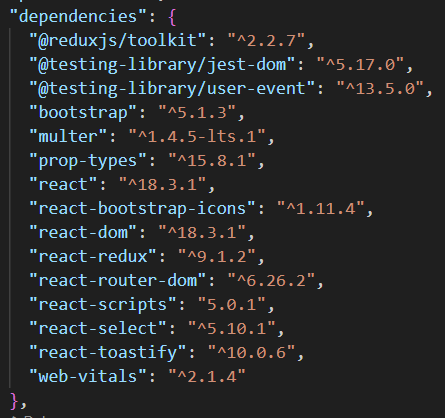 "dependencies": {
"@reduxjs/toolkit": "^2.2.7",
"@testing-library/jest-dom": "^5.17.0",
"@testing-library/user-event": "^13.5.0",
"bootstrap": "^5.1.3",
"multer": "^1.4.5-lts.1",
"prop-types": "^15.8.1",
"react": "^18.3.1",
"react-bootstrap-icons": "^1.11.4",
"react-dom": "^18.3.1",
"react-redux": "^9.1.2",
"react-router-dom": "^6.26.2",
"react-scripts": "5.0.1",
"react-select": "^5.10.1",
"react-toastify": "^10.0.6",
"web-vitals": "^2.1.4"
},